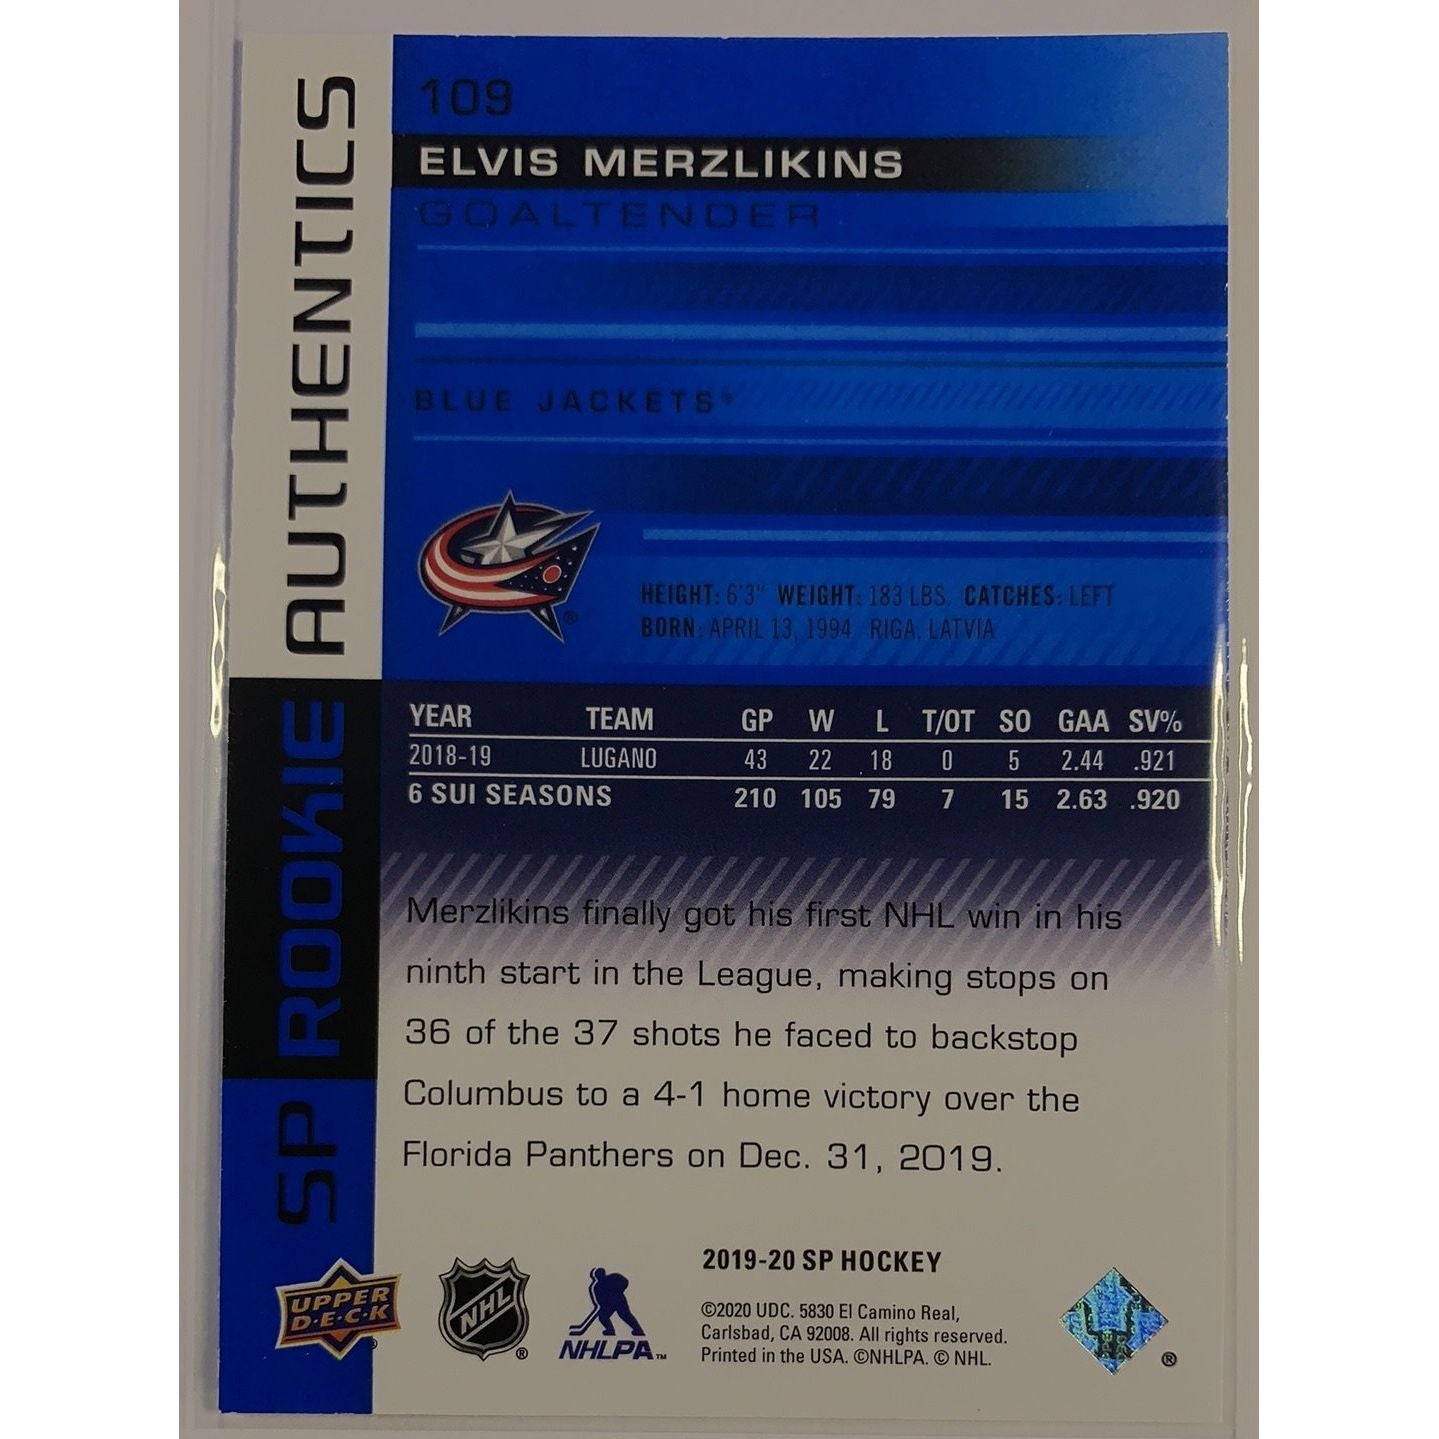 SP ROOKIE AUTHENTICS
109
ELVIS MERZLIKINS
GOALTENDER
BLUE JACKETS®
®
HEIGHT: 6'3" WEIGHT: 183 LBS. CATCHES: LEFT
BORN: APRIL 13, 1994 RIGA, LATVIA
YEAR TEAM GP W L T/OT SO GAA SV%
2018-19 LUGANO 43 22 18 0 5 2.44 .921
6 SUI SEASONS 210 105 79 7 15 2.63 .920
Merzlikins finally got his first NHL win in his
ninth start in the League, making stops on
36 of the 37 shots he faced to backstop
Columbus to a 4-1 home victory over the
Florida Panthers on Dec. 31, 2019.
UPPER
D·E·C·K
®
NHL
®
NHLPA™
2019-20 SP HOCKEY
©2020 UDC. 5830 El Camino Real,
Carlsbad, CA 92008. All rights reserved.
Printed in the USA. ©NHLPA. © NHL.
®